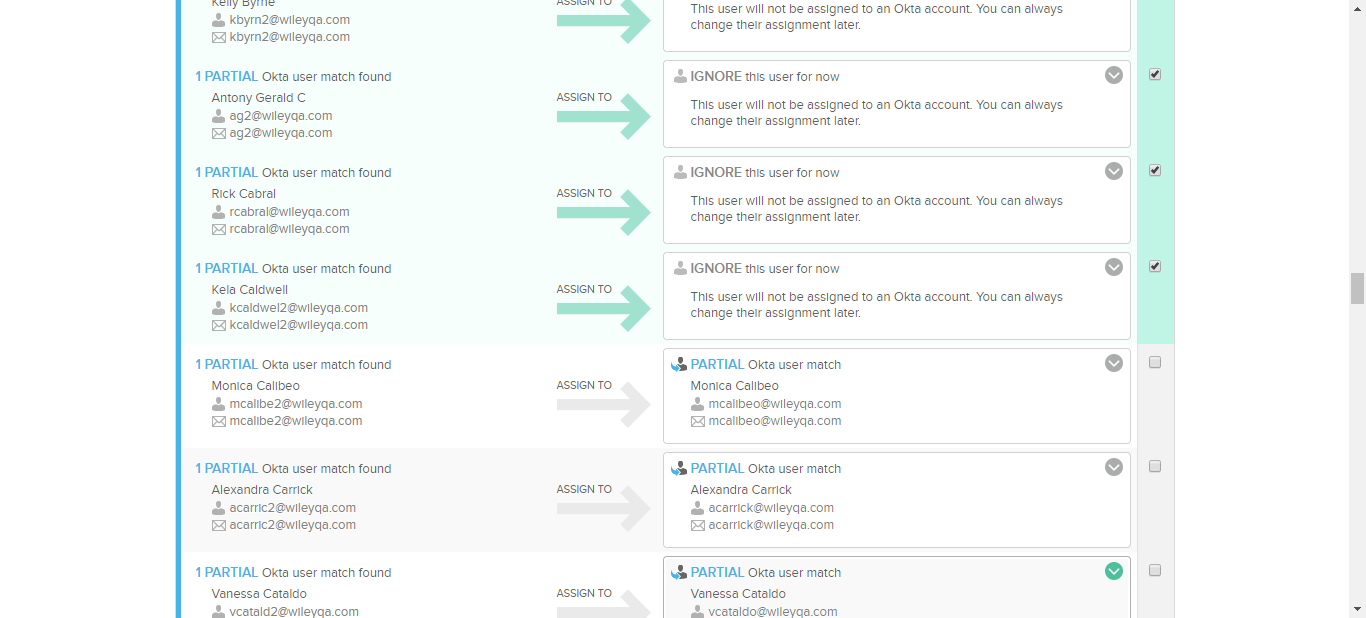 Kelly Byrne
kbyrn2@wileyqa.com
kbyrn2@wileyqa.com
ASSIGN TO
This user will not be assigned to an Okta account. You can always
change their assignment later.
1 PARTIAL Okta user match found
Antony Gerald C
ag2@wileyqa.com
ag2@wileyqa.com
ASSIGN TO
IGNORE this user for now
This user will not be assigned to an Okta account. You can always
change their assignment later.
1 PARTIAL Okta user match found
Rick Cabral
rcabral@wileyqa.com
rcabral@wileyqa.com
ASSIGN TO
IGNORE this user for now
This user will not be assigned to an Okta account. You can always
change their assignment later.
1 PARTIAL Okta user match found
Kela Caldwell
kcaldwel2@wileyqa.com
kcaldwel2@wileyqa.com
ASSIGN TO
IGNORE this user for now
This user will not be assigned to an Okta account. You can always
change their assignment later.
1 PARTIAL Okta user match found
Monica Calibeo
mcalibe2@wileyqa.com
mcalibe2@wileyqa.com
ASSIGN TO
PARTIAL Okta user match
Monica Calibeo
mcalibeo@wileyqa.com
mcalibeo@wileyqa.com
1 PARTIAL Okta user match found
Alexandra Carrick
acarric2@wileyqa.com
acarric2@wileyqa.com
ASSIGN TO
PARTIAL Okta user match
Alexandra Carrick
acarrick@wileyqa.com
acarrick@wileyqa.com
1 PARTIAL Okta user match found
Vanessa Cataldo
vcatald2@wileyqa.com
ASSIGN TO
PARTIAL Okta user match
Vanessa Cataldo
vcataldo@wileyqa.com